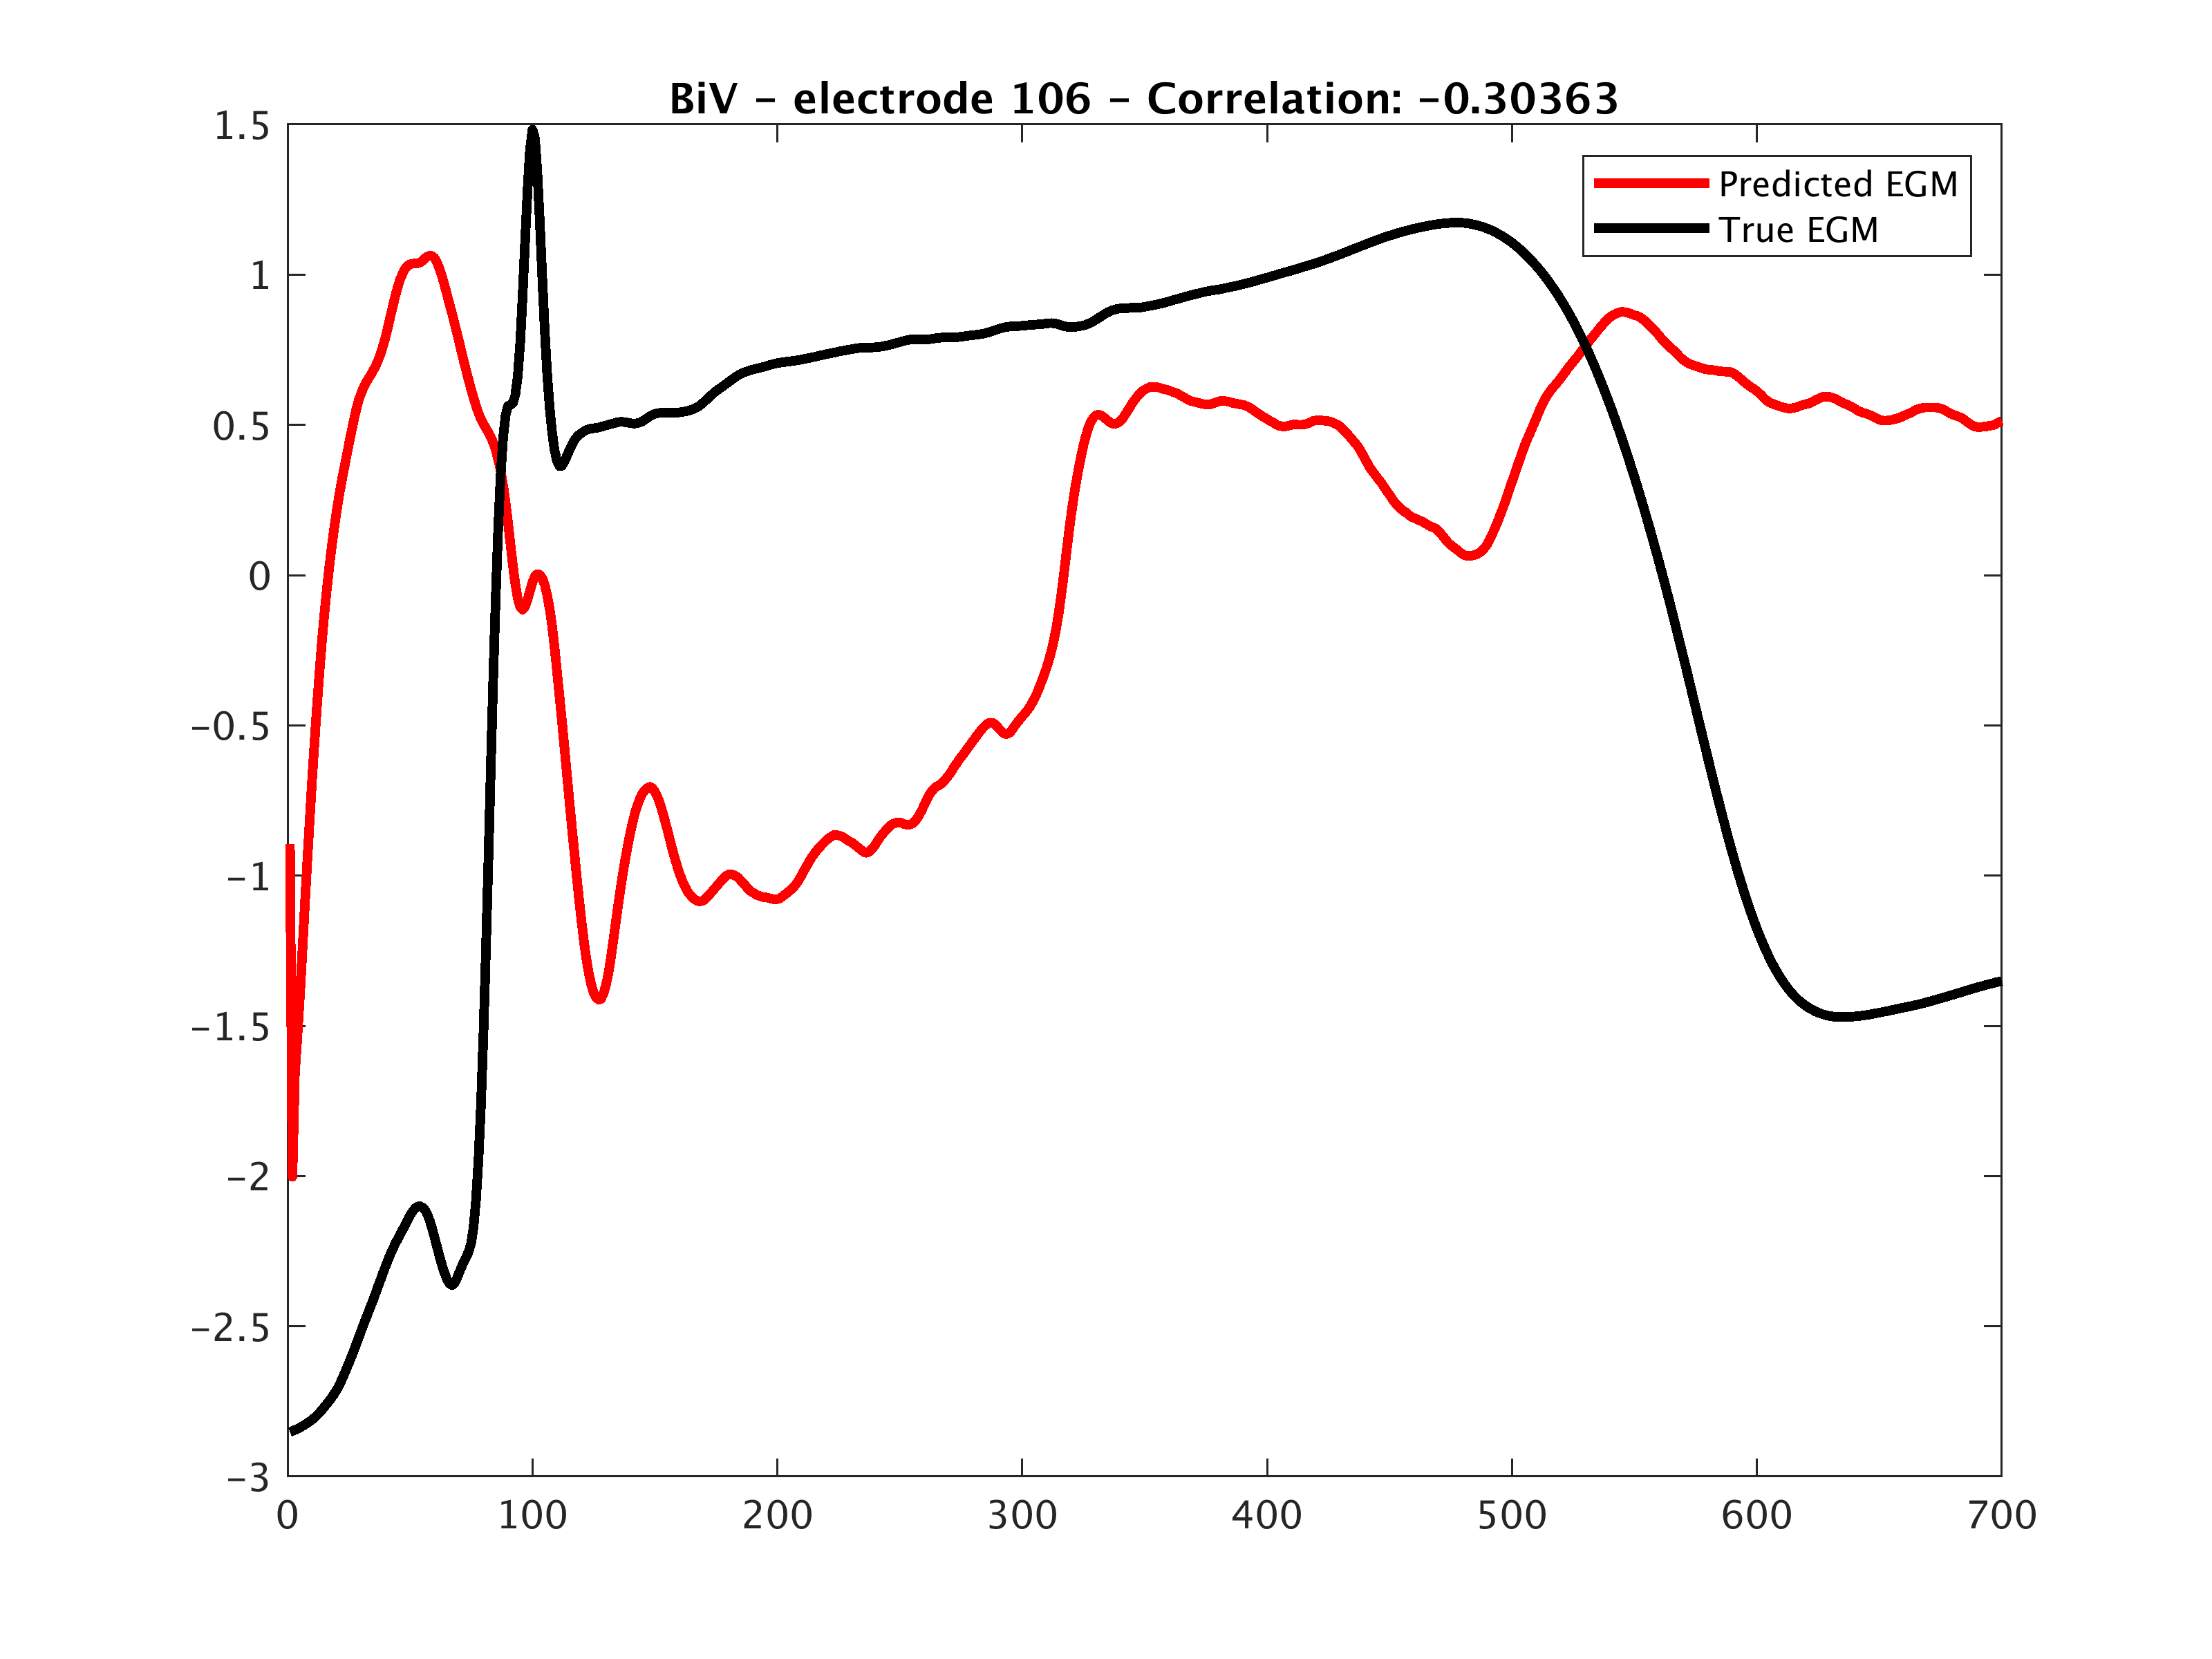 BiV – electrode 106 – Correlation: –0.30363
1.5
1
0.5
0
–0.5
–1
–1.5
–2
–2.5
–3
Predicted EGM
True EGM
0 100 200 300 400 500 600 700